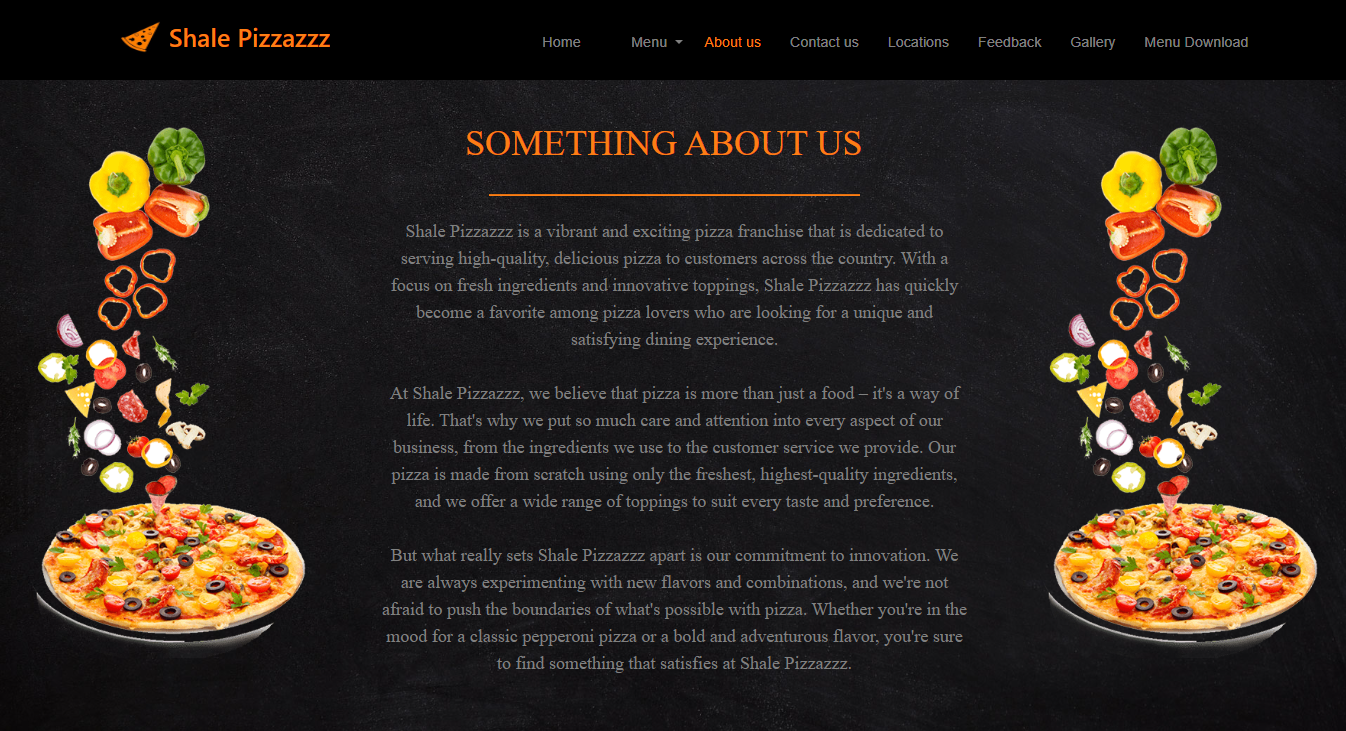 Shale Pizzazzz
Home Menu About us Contact us Locations Feedback Gallery Menu Download
SOMETHING ABOUT US
Shale Pizzazzz is a vibrant and exciting pizza franchise that is dedicated to
serving high-quality, delicious pizza to customers across the country. With a
focus on fresh ingredients and innovative toppings, Shale Pizzazzz has quickly
become a favorite among pizza lovers who are looking for a unique and
satisfying dining experience.
At Shale Pizzazzz, we believe that pizza is more than just a food – it's a way of
life. That's why we put so much care and attention into every aspect of our
business, from the ingredients we use to the customer service we provide. Our
pizza is made from scratch using only the freshest, highest-quality ingredients,
and we offer a wide range of toppings to suit every taste and preference.
But what really sets Shale Pizzazzz apart is our commitment to innovation. We
are always experimenting with new flavors and combinations, and we're not
afraid to push the boundaries of what's possible with pizza. Whether you're in the
mood for a classic pepperoni pizza or a bold and adventurous flavor, you're sure
to find something that satisfies at Shale Pizzazzz.